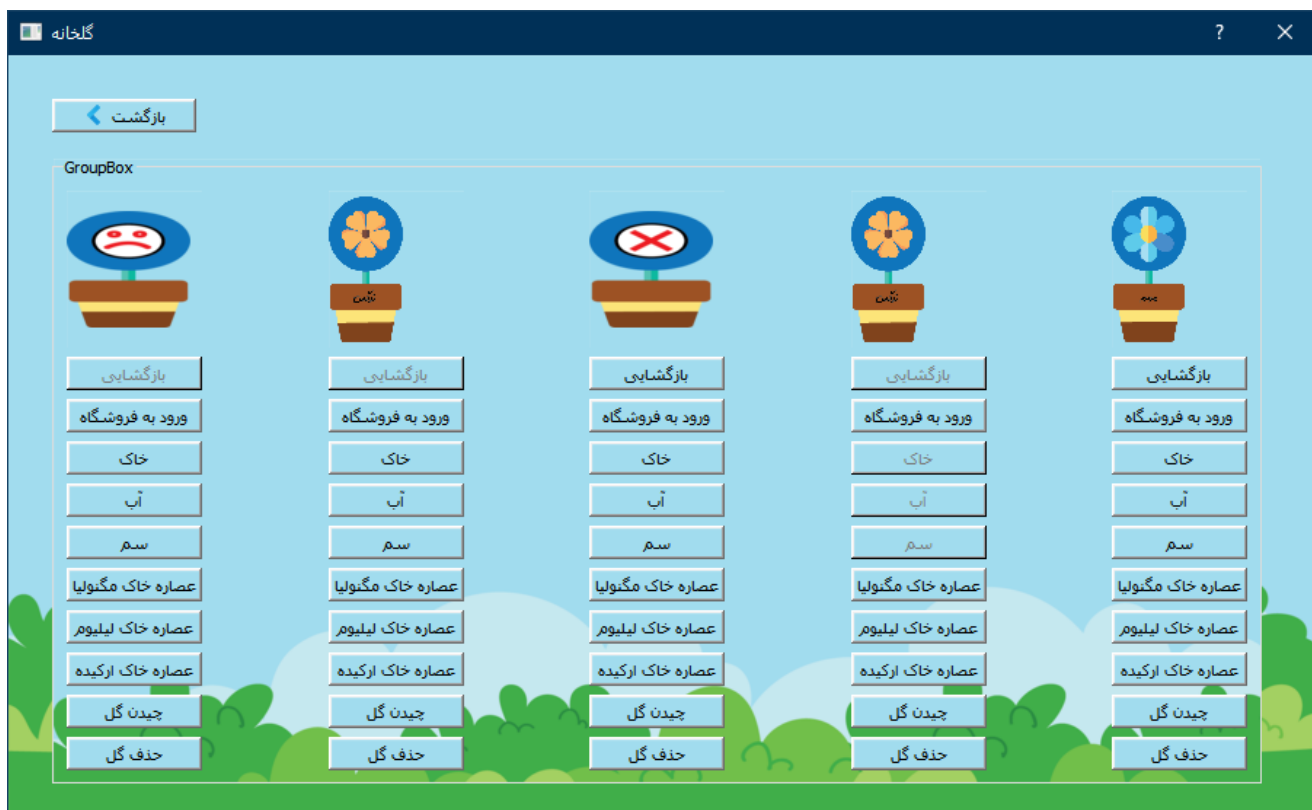 گلخانه
?
بازگشت
GroupBox
نرگس نرگس
بازگشایی بازگشایی بازگشایی بازگشایی بازگشایی
ورود به فروشگاه ورود به فروشگاه ورود به فروشگاه ورود به فروشگاه ورود به فروشگاه
خاک خاک خاک خاک خاک
آب آب آب آب آب
سم سم سم سم سم
عصاره خاک مگنولیا عصاره خاک مگنولیا عصاره خاک مگنولیا عصاره خاک مگنولیا عصاره خاک مگنولیا
عصاره خاک لیلیوم عصاره خاک لیلیوم عصاره خاک لیلیوم عصاره خاک لیلیوم عصاره خاک لیلیوم
عصاره خاک ارکیده عصاره خاک ارکیده عصاره خاک ارکیده عصاره خاک ارکیده عصاره خاک ارکیده
چیدن گل چیدن گل چیدن گل چیدن گل چیدن گل
حذف گل حذف گل حذف گل حذف گل حذف گل